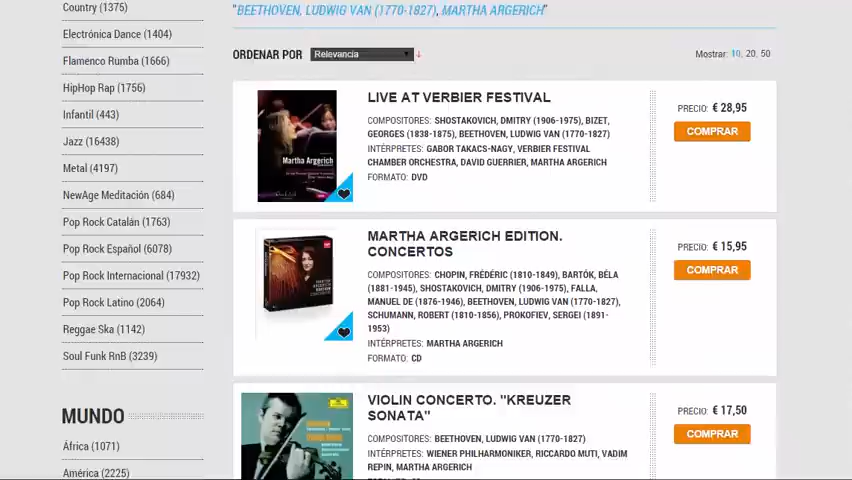 Country (1375)
Electrónica Dance (1404)
Flamenco Rumba (1666)
HipHop Rap (1756)
Infantil (443)
Jazz (16438)
Metal (4197)
NewAge Meditación (684)
Pop Rock Catalán (1763)
Pop Rock Español (6078)
Pop Rock Internacional (17932)
Pop Rock Latino (2064)
Reggae Ska (1142)
Soul Funk RnB (3239)
MUNDO
África (1071)
América (2225)
"BEETHOVEN, LUDWIG VAN (1770-1827), MARTHA ARGERICH"
ORDENAR POR Relevancia
Mostrar: 10, 20, 50
Martha Argerich
LIVE AT VERBIER FESTIVAL
COMPOSITORES: SHOSTAKOVICH, DMITRY (1906-1975), BIZET,
GEORGES (1838-1875), BEETHOVEN, LUDWIG VAN (1770-1827)
INTÉRPRETES: GABOR TAKACS-NAGY, VERBIER FESTIVAL
CHAMBER ORCHESTRA, DAVID GUERRIER, MARTHA ARGERICH
FORMATO: DVD
PRECIO: € 28,95
COMPRAR
MARTHA ARGERICH EDITION.
CONCERTOS
COMPOSITORES: CHOPIN, FRÉDÉRIC (1810-1849), BARTÓK, BÉLA
(1881-1945), SHOSTAKOVICH, DMITRY (1906-1975), FALLA,
MANUEL DE (1876-1946), BEETHOVEN, LUDWIG VAN (1770-1827),
SCHUMANN, ROBERT (1810-1856), PROKOFIEV, SERGEI (1891-
1953)
INTÉRPRETES: MARTHA ARGERICH
FORMATO: CD
PRECIO: € 15,95
COMPRAR
VIOLIN CONCERTO. "KREUZER
SONATA"
COMPOSITORES: BEETHOVEN, LUDWIG VAN (1770-1827)
INTÉRPRETES: WIENER PHILHARMONIKER, RICCARDO MUTI, VADIM
REPIN, MARTHA ARGERICH
PRECIO: € 17,50
COMPRAR